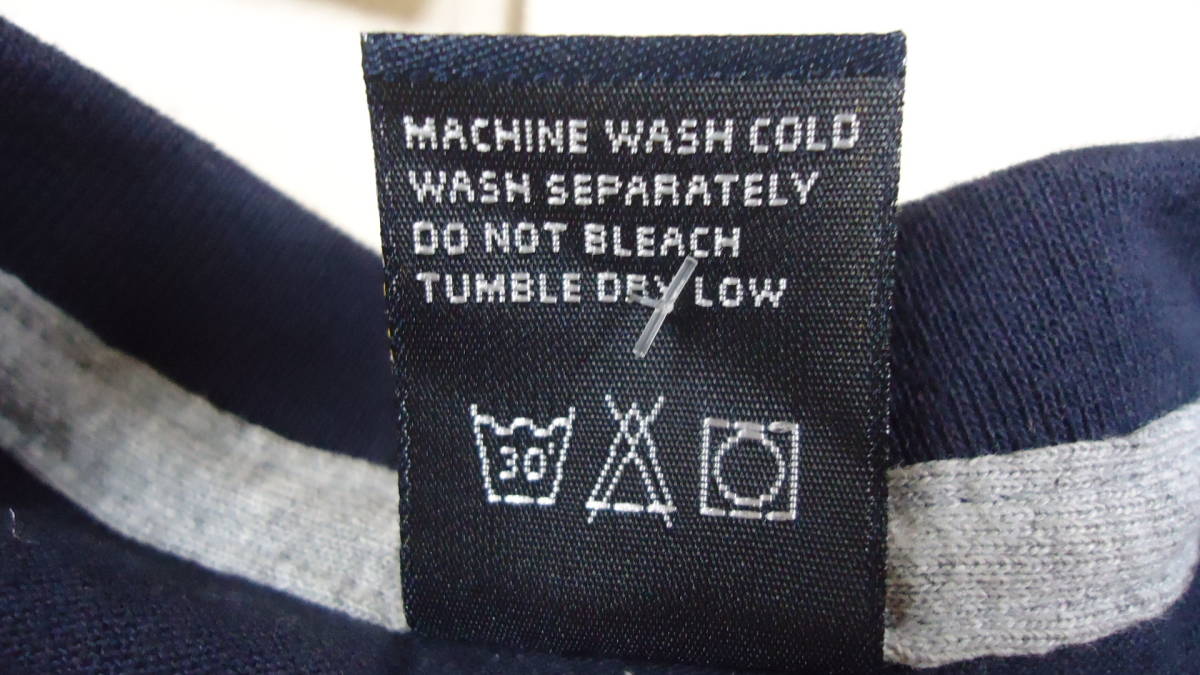 MACHINE WASH COLD
WASH SEPARATELY
DO NOT BLEACH
TUMBLE DRY LOW
30